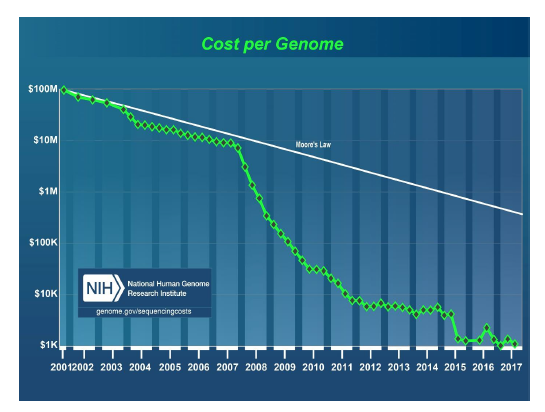 Cost per Genome
$100M
$10M
$1M
$100K
$10K
$1K
Moore's Law
NIH
National Human Genome
Research Institute
genome.gov/sequencingcosts
2001 2002 2003 2004 2005 2006 2007 2008 2009 2010 2011 2012 2013 2014 2015 2016 2017